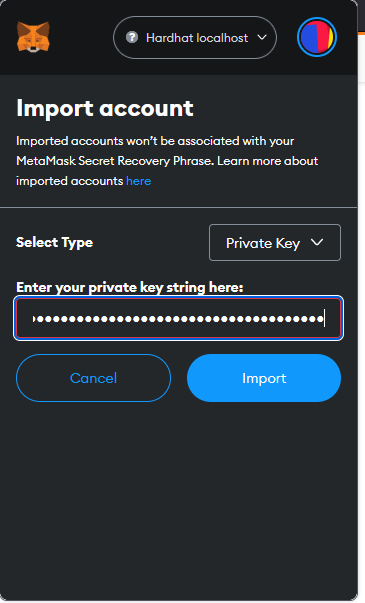 Hardhat localhost
Import account
Imported accounts won’t be associated with your
MetaMask Secret Recovery Phrase. Learn more about
imported accounts here
Select Type
Private Key
Enter your private key string here:
Cancel
Import